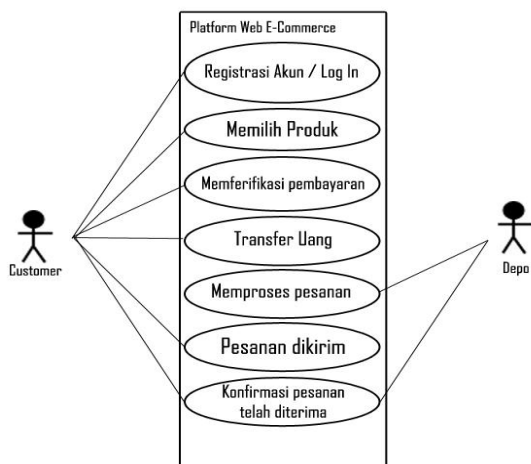 Platform Web E-Commerce
Registrasi Akun / Log In
Memilih Produk
Memferifikasi pembayaran
Transfer Uang
Memproses pesanan
Pesanan dikirim
Konfirmasi pesanan
telah diterima
Customer
Depo